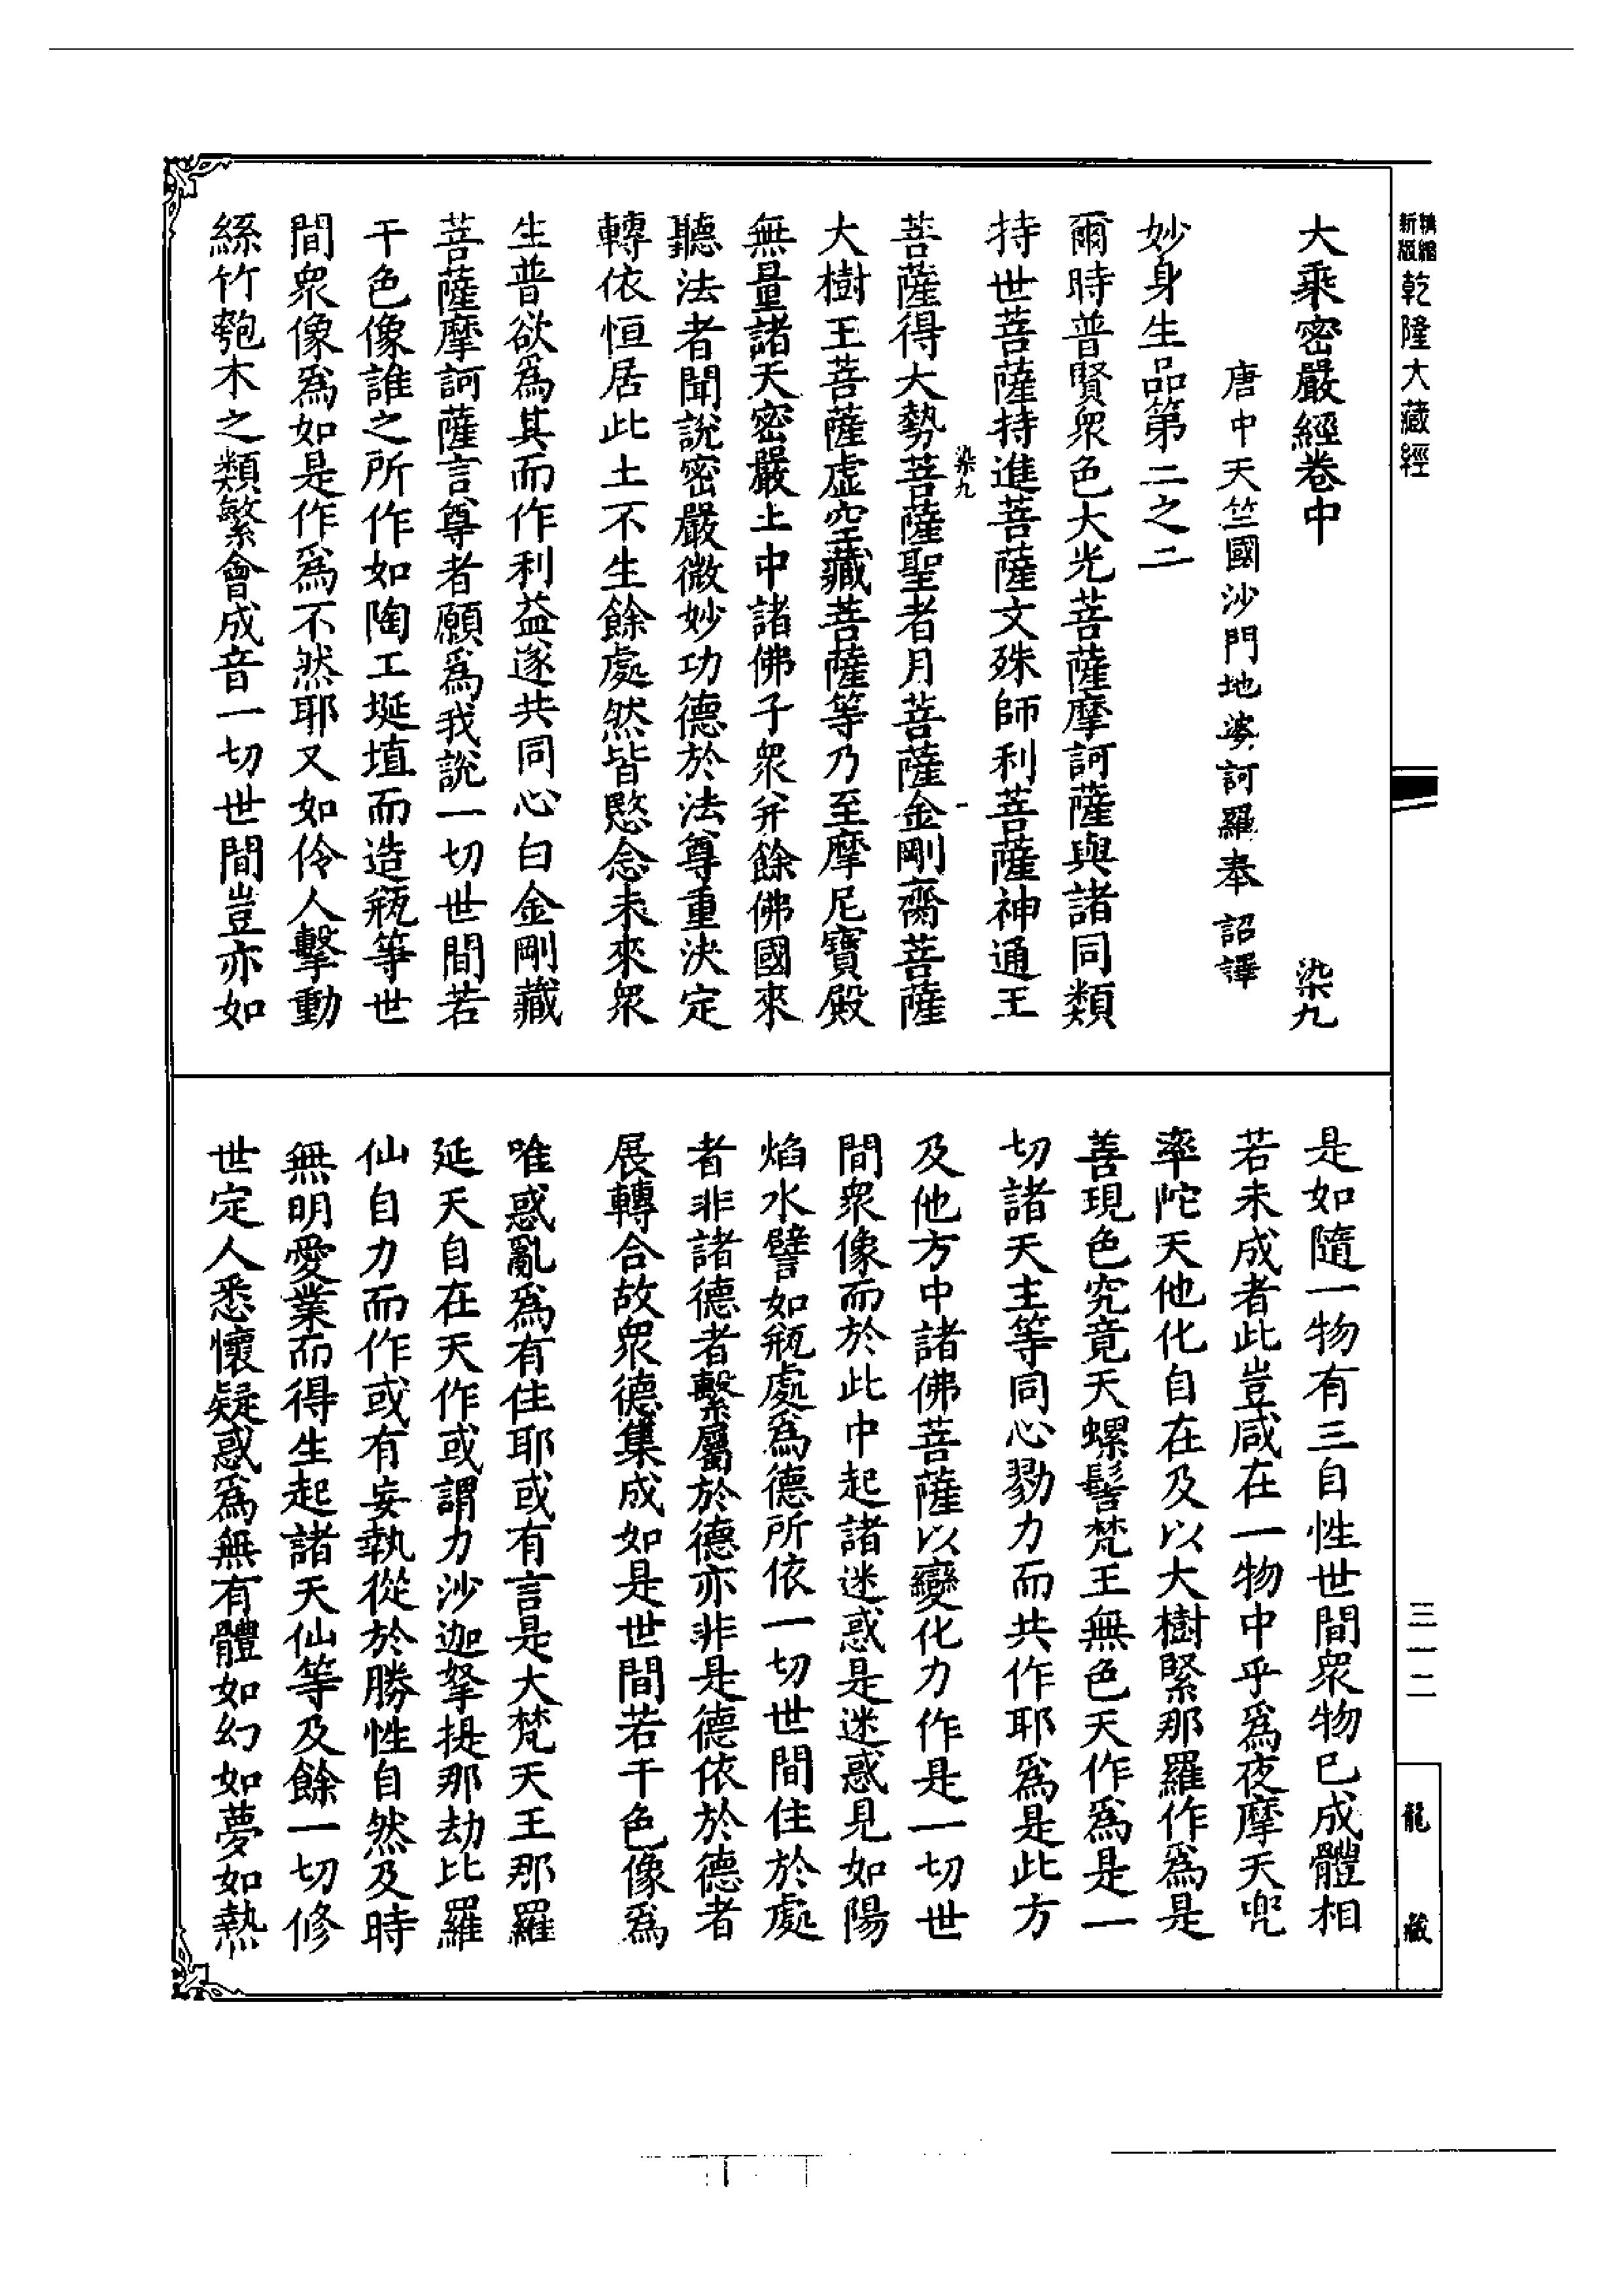 新版精縮乾隆大藏經
三一二
龍藏
大乘密嚴經卷中 染九
唐中天竺國沙門地婆訶羅奉詔譯
妙身生品第二之二
爾時普賢衆色大光菩薩摩訶薩與諸同類
持世菩薩持進菩薩文殊師利菩薩神通王
染九
菩薩得大勢菩薩聖者月菩薩金剛齋菩薩
大樹王菩薩虛空藏菩薩等乃至摩尼寶殿
無量諸天密嚴土中諸佛子衆并餘佛國來
聽法者聞說密嚴微妙功德於法尊重決定
轉依恒居此土不生餘處然皆愍念未來衆
生普欲爲其而作利益遂共同心白金剛藏
菩薩摩訶薩言尊者願爲我說一切世間若
干色像誰之所作如陶工埏埴而造瓶等世
間衆像爲如是作爲不然耶又如伶人擊動
絲竹匏木之類繁會成音一切世間豈亦如
是如隨一物有三自性世間衆物已成體相
若未成者此豈咸在一物中乎爲夜摩天兜
率陀天他化自在及以大樹緊那羅作爲是
善現色究竟天螺髻梵王無色天作爲是一
切諸天主等同心勠力而共作耶爲是此方
及他方中諸佛菩薩以變化力作是一切世
間衆像而於此中起諸迷惑是迷惑見如陽
焰水譬如瓶處爲德所依一切世間住於處
者非諸德者繫屬於德亦非是德依於德者
展轉合故衆德集成如是世間若干色像爲
唯惑亂爲有住耶或有言是大梵天王那羅
延天自在天作或謂力沙迦拏提那劫比羅
仙自力而作或有妄執從於勝性自然及時
無明愛業而得生起諸天仙等及餘一切修
世定人悉懷疑惑爲無有體如幻如夢如熱